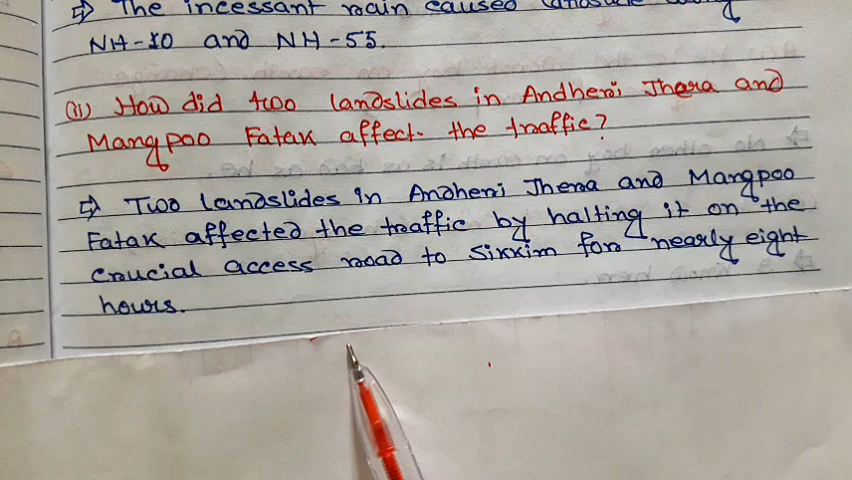 ⇒ The incessant rain caused
NH-10 and NH-55.
(ii) How did two landslides in Andheri Jhora and
Mangpoo Fatak affect the traffic?
⇒ Two landslides in Andheri Jhora and Mangpoo
Fatak affected the traffic by halting it on the
crucial access road to Sikkim for nearly eight
hours.